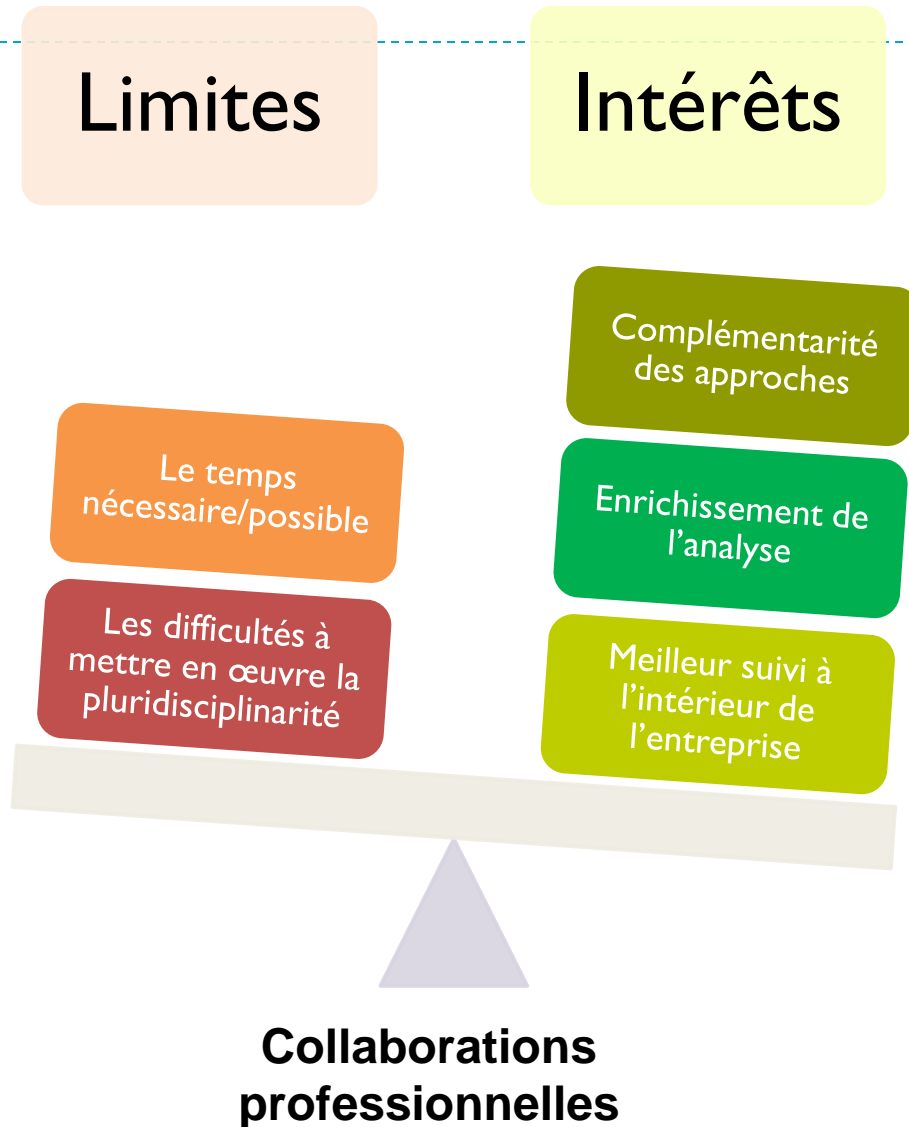 Limites
Intérêts
Complémentarité
des approches
Le temps
nécessaire/possible
Enrichissement de
l’analyse
Les difficultés à
mettre en œuvre la
pluridisciplinarité
Meilleur suivi à
l’intérieur de
l’entreprise
Collaborations
professionnelles